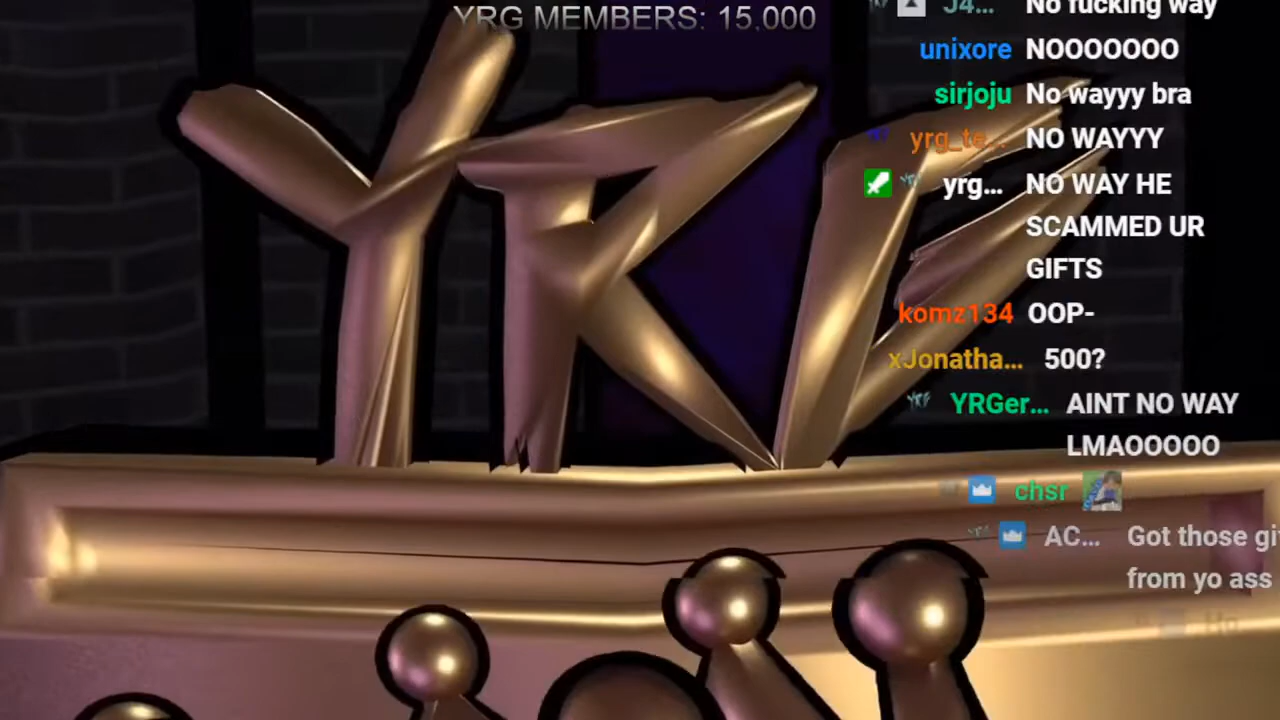 YRG MEMBERS: 15,000
J4... No fucking way
unixore NOOOOOOO
sirjoju No wayyy bra
yrg_te... NO WAYYY
yrg... NO WAY HE
SCAMMED UR
GIFTS
komz134 OOP-
xJonatha... 500?
YRGer... AINT NO WAY
LMAOOOOO
chsr
AC... Got those gi
from yo ass
YRG